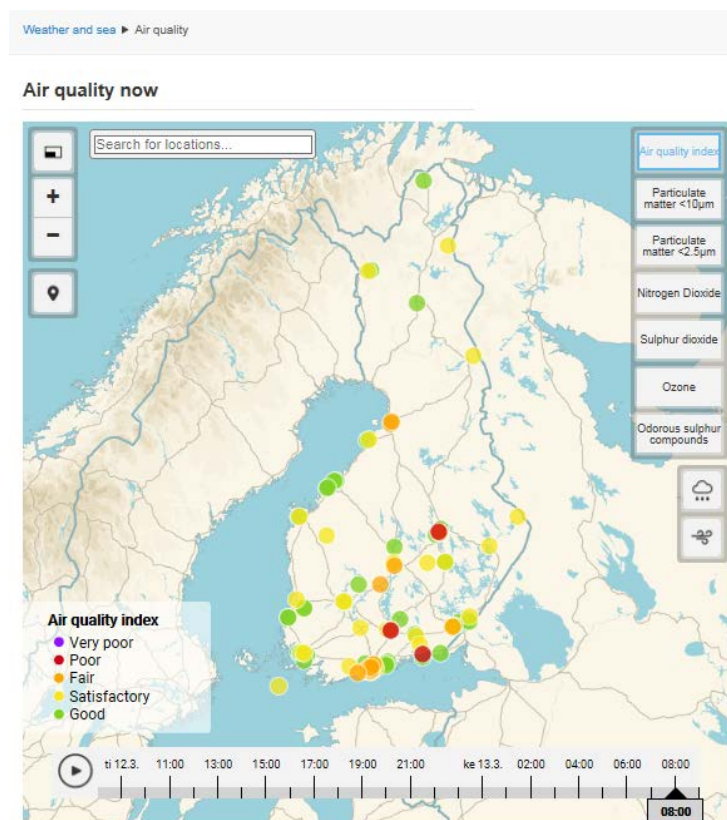 Weather and sea ▶ Air quality
Air quality now
Search for locations...
Air quality index
Particulate
matter <10µm
Particulate
matter <2.5µm
Nitrogen Dioxide
Sulphur dioxide
Ozone
Odorous sulphur
compounds
+
−
Air quality index
Very poor
Poor
Fair
Satisfactory
Good
ti 12.3. 11:00 13:00 15:00 17:00 19:00 21:00 ke 13.3. 02:00 04:00 06:00 08:00
08:00